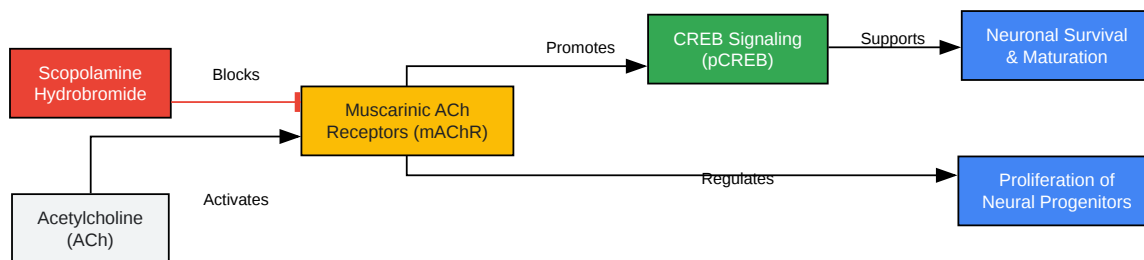 Scopolamine
Hydrobromide
Blocks
Acetylcholine
(ACh)
Activates
Muscarinic ACh
Receptors (mAChR)
Promotes
CREB Signaling
(pCREB)
Supports
Neuronal Survival
& Maturation
Regulates
Proliferation of
Neural Progenitors